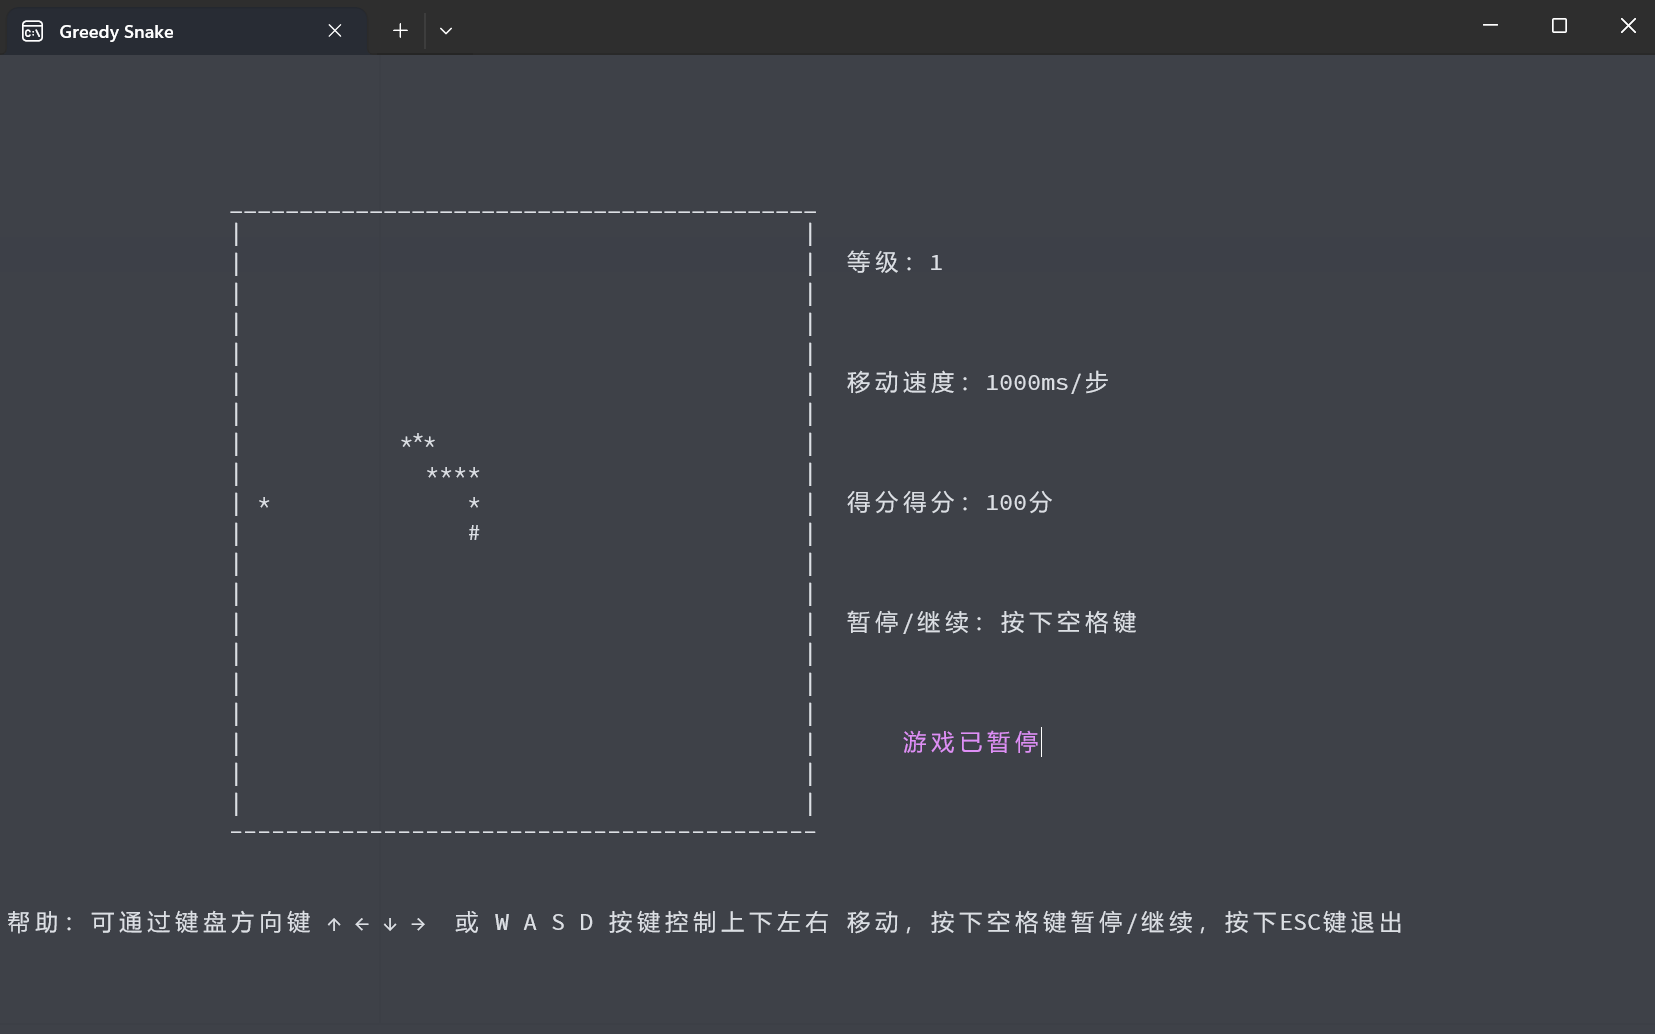 Greedy Snake
等级：1
移动速度：1000ms/步
***
****
* *
得分得分：100分
#
暂停/继续：按下空格键
游戏已暂停
帮助：可通过键盘方向键 ↑ ← ↓ → 或 W A S D 按键控制上下左右 移动，按下空格键暂停/继续，按下ESC键退出